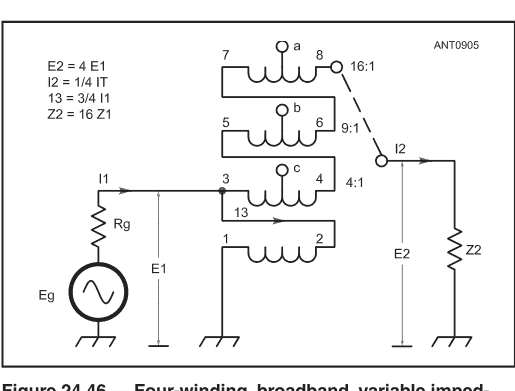 ANT0905
E2 = 4 E1
I2 = 1/4 IT
13 = 3/4 I1
Z2 = 16 Z1
7
a
8
16:1
5
b
6
9:1
3
c
4
4:1
I1
I2
13
1
2
Rg
E1
Eg
E2
Z2
Figure 24.46 — Four-winding, broadband, variable imped-